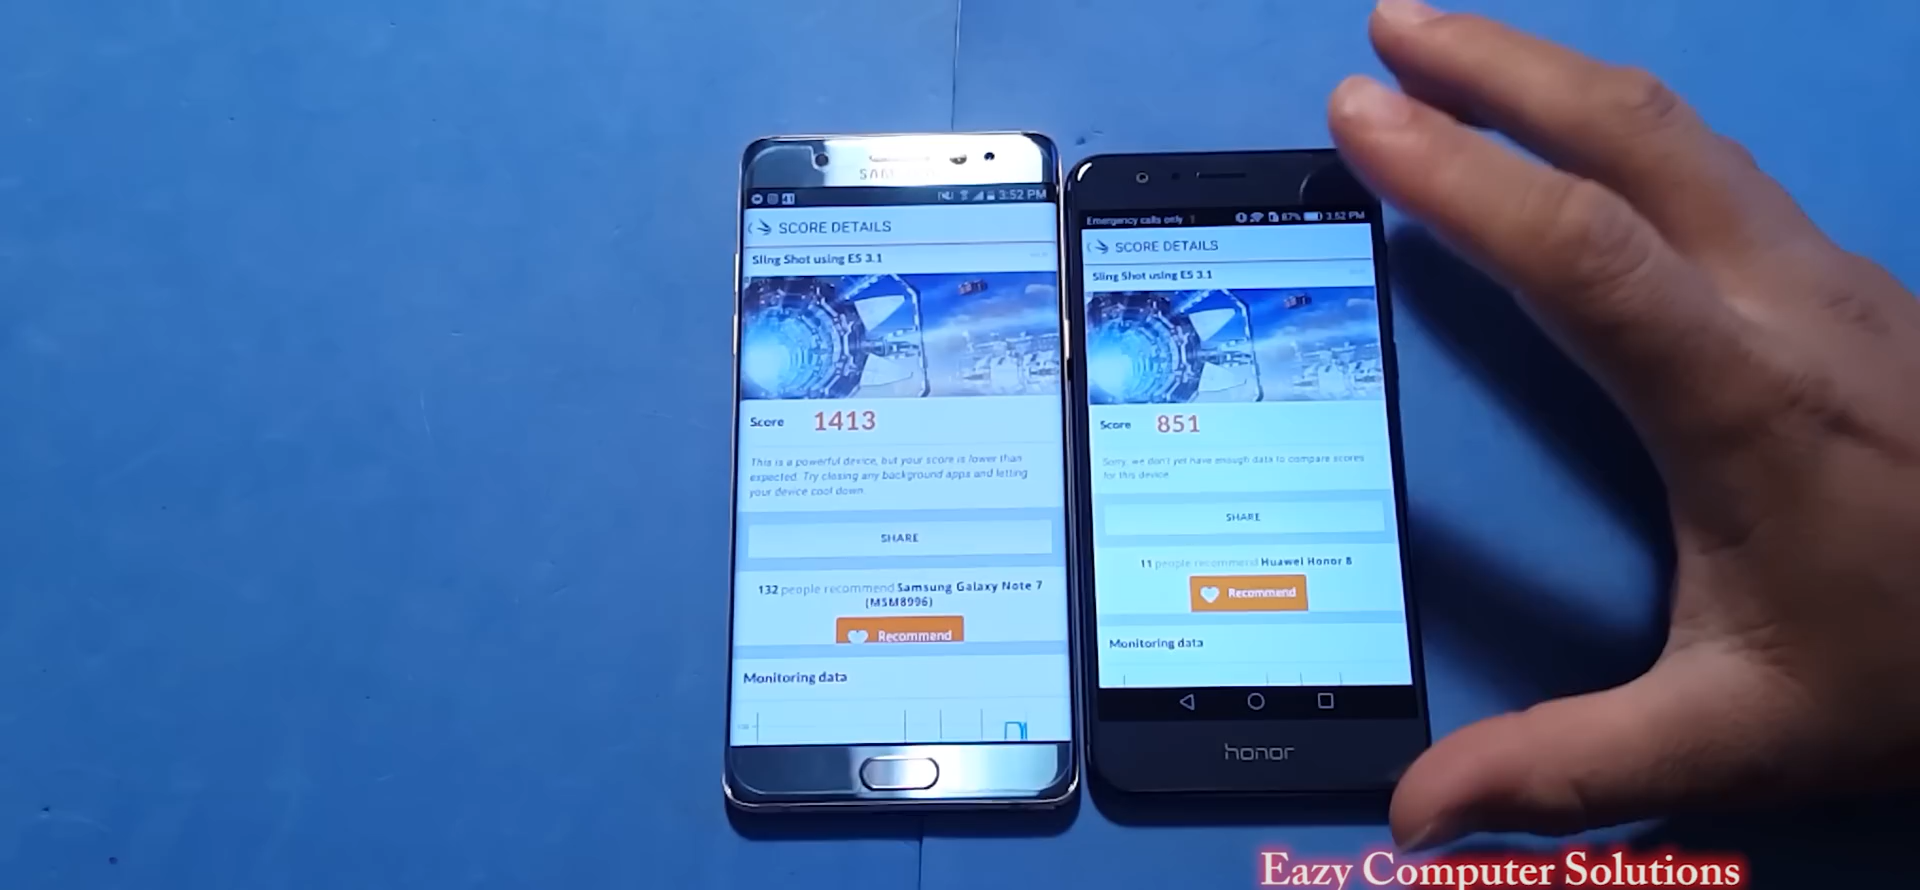 SAMSUNG
41
3:52 PM
SCORE DETAILS
Sling Shot using ES 3.1
Score 1413
This is a powerful device, but your score is lower than
expected. Try closing any background apps and letting
your device cool down.
SHARE
132 people recommend Samsung Galaxy Note 7
(MSM8996)
Recommend
Monitoring data
Emergency calls only
87% 3:52 PM
SCORE DETAILS
Sling Shot using ES 3.1
Score 851
Sorry, we don't yet have enough data to compare scores
for this device.
SHARE
11 people recommend Huawei Honor 8
Recommend
Monitoring data
honor
Eazy Computer Solutions